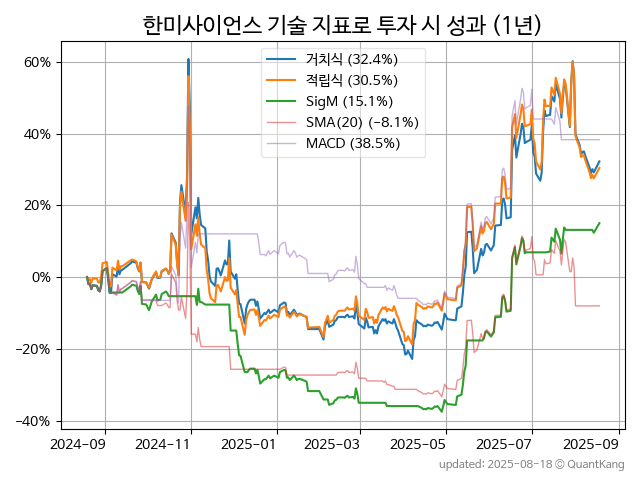 한미사이언스 기술 지표로 투자 시 성과 (1년)
거치식 (32.4%)
적립식 (30.5%)
SigM (15.1%)
SMA(20) (−8.1%)
MACD (38.5%)
60%
40%
20%
0%
−20%
−40%
2024-09
2024-11
2025-01
2025-03
2025-05
2025-07
2025-09
updated: 2025-08-18 © QuantKang